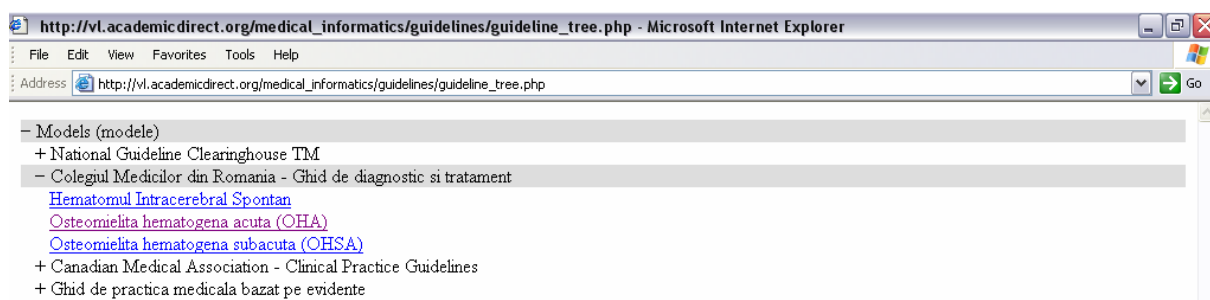 http://vl.academicdirect.org/medical_informatics/guidelines/guideline_tree.php - Microsoft Internet Explorer
File Edit View Favorites Tools Help
Address http://vl.academicdirect.org/medical_informatics/guidelines/guideline_tree.php Go
− Models (modele)
+ National Guideline Clearinghouse TM
− Colegiul Medicilor din Romania - Ghid de diagnostic si tratament
Hematomul Intracerebral Spontan
Osteomielita hematogena acuta (OHA)
Osteomielita hematogena subacuta (OHSA)
+ Canadian Medical Association - Clinical Practice Guidelines
+ Ghid de practica medicala bazat pe evidente